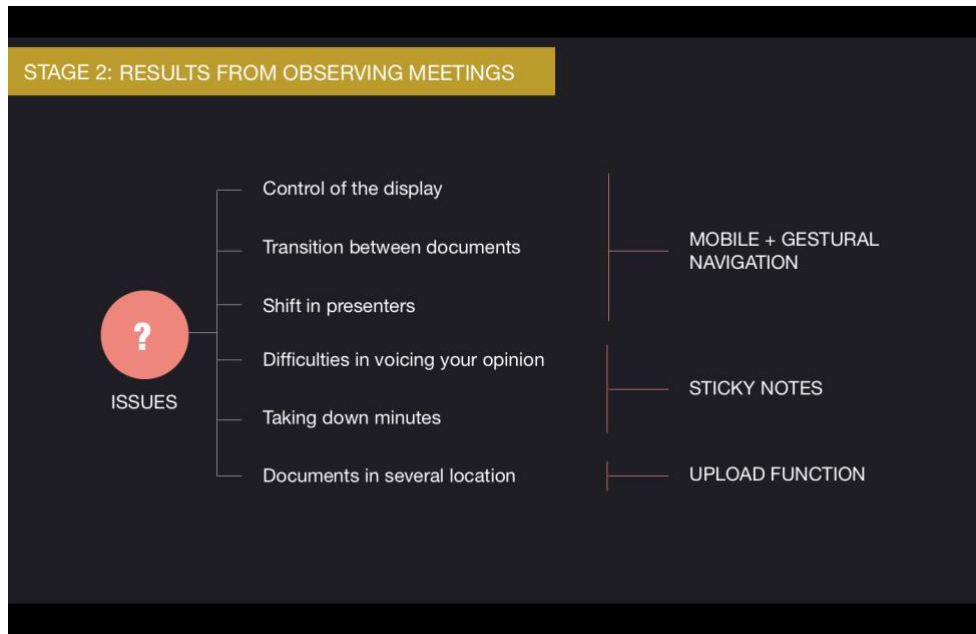 STAGE 2: RESULTS FROM OBSERVING MEETINGS
?
ISSUES
Control of the display
Transition between documents
Shift in presenters
Difficulties in voicing your opinion
Taking down minutes
Documents in several location
MOBILE + GESTURAL
NAVIGATION
STICKY NOTES
UPLOAD FUNCTION